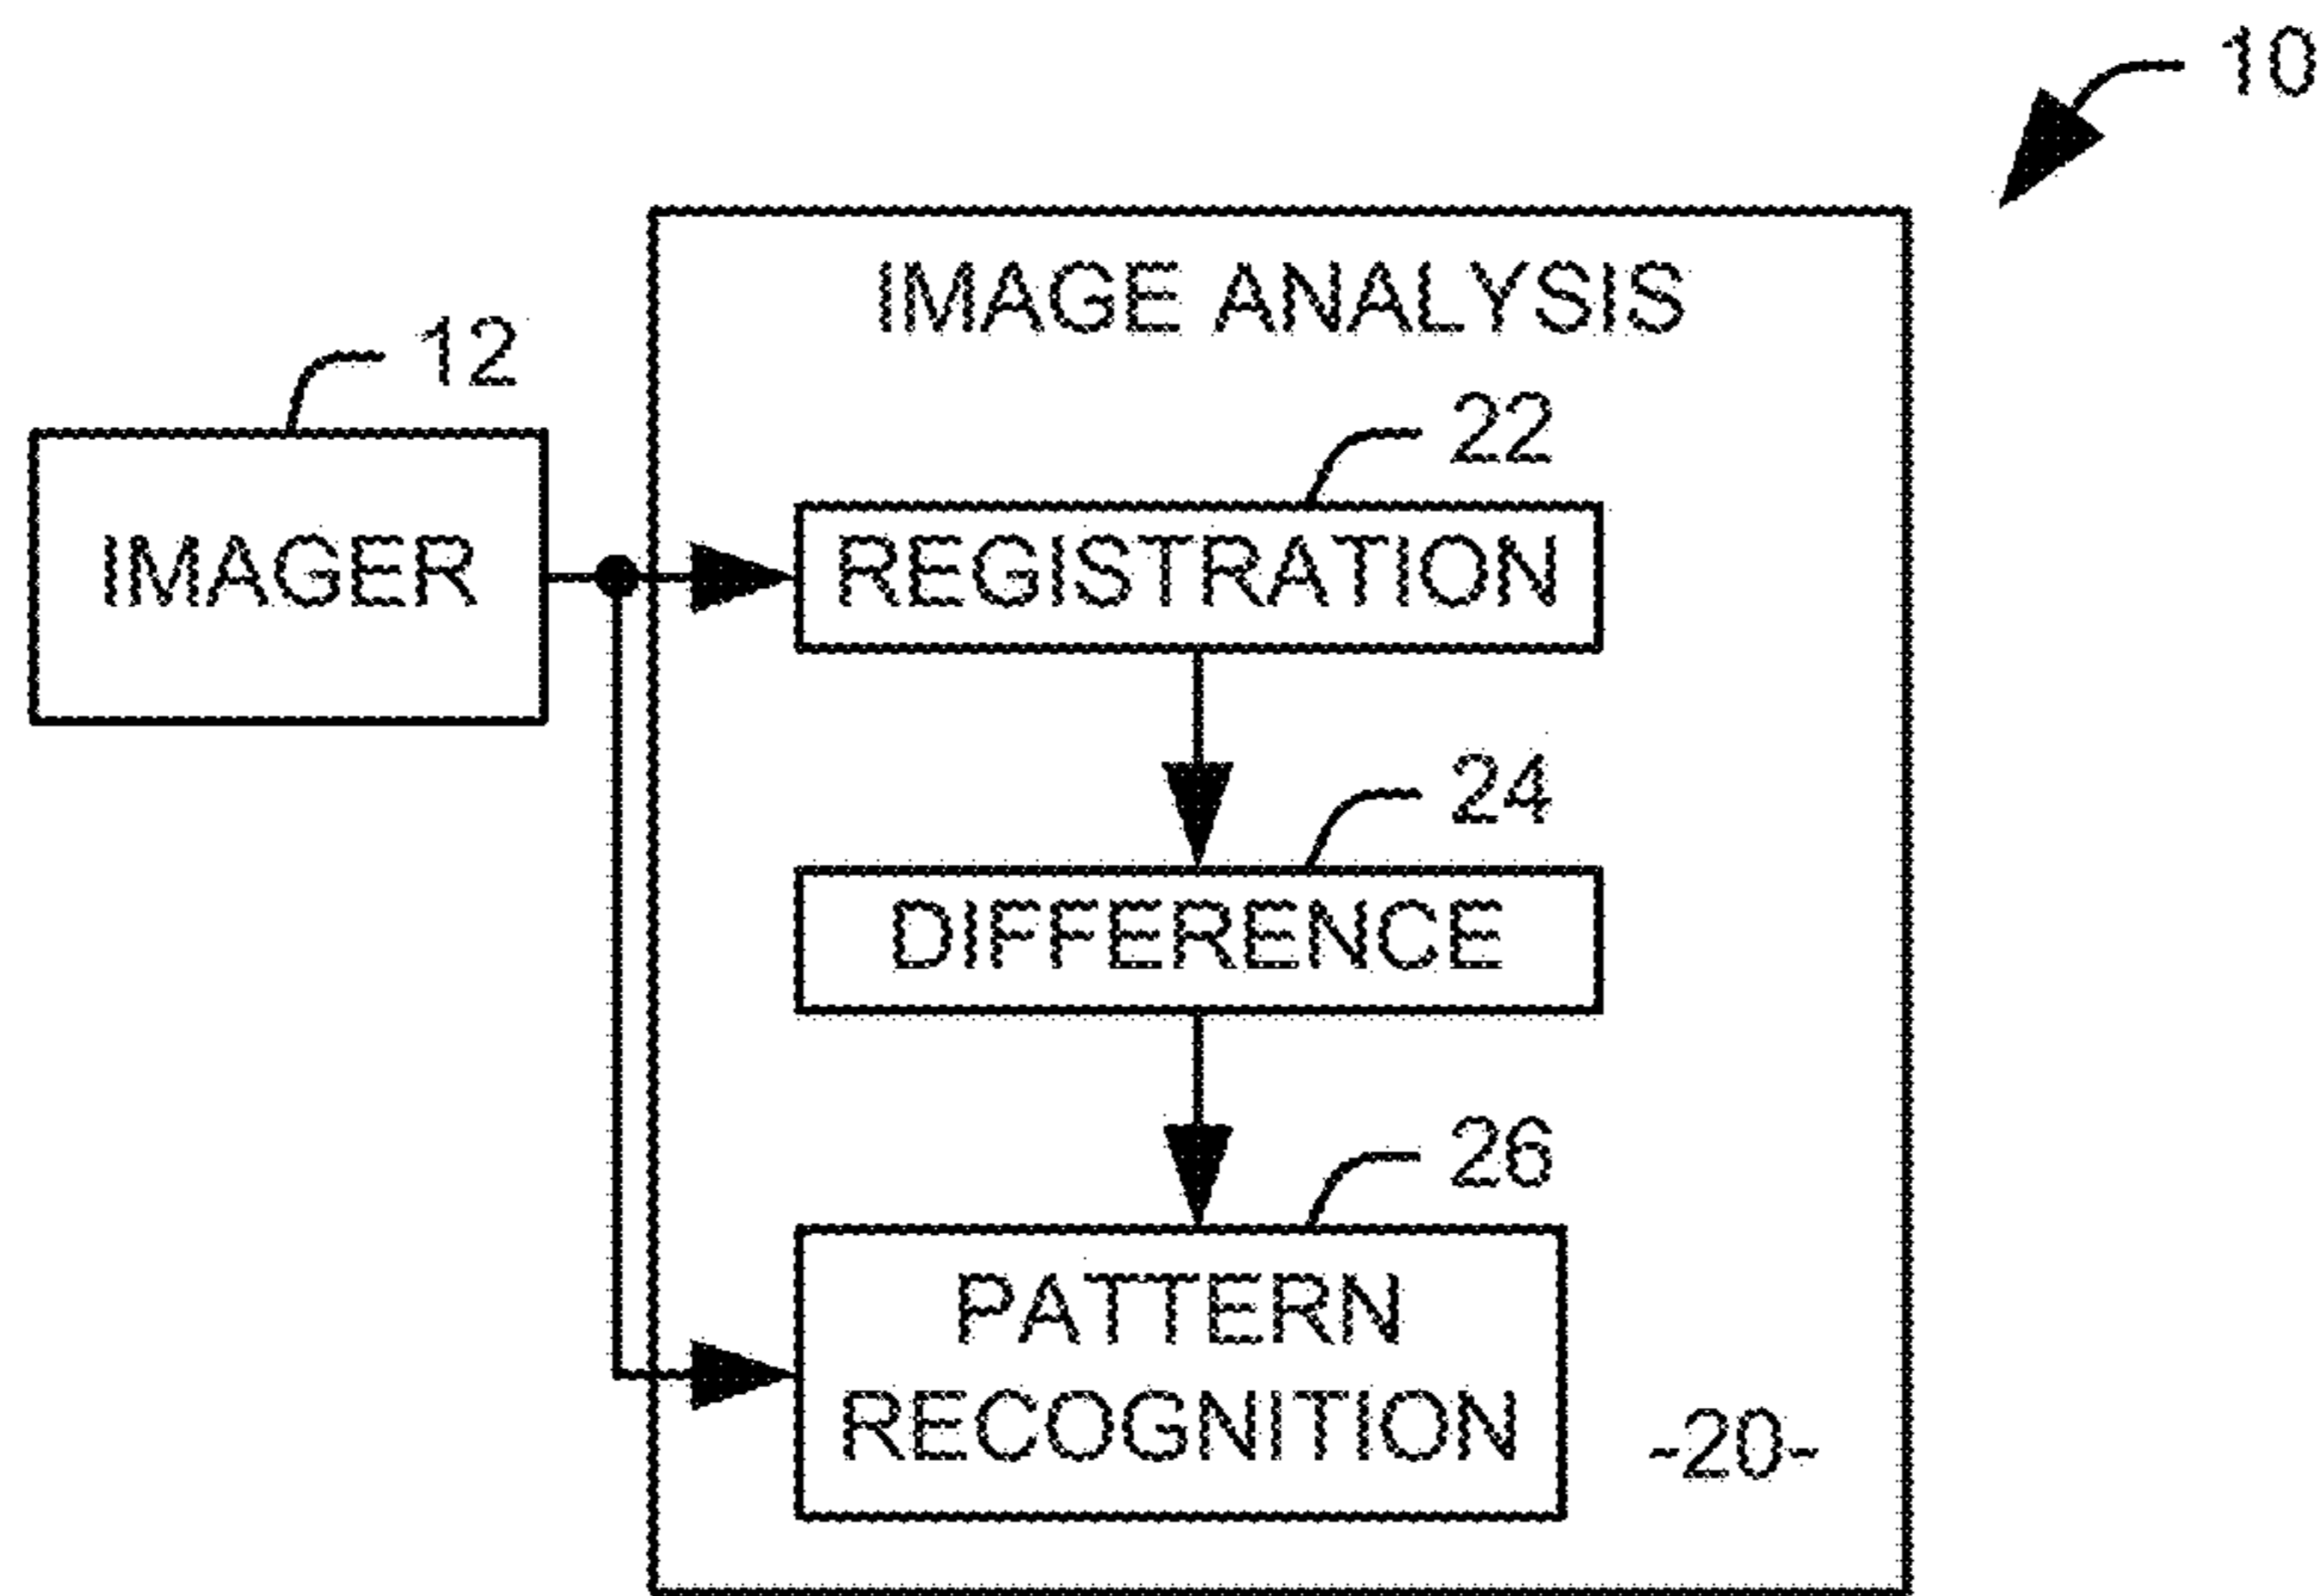 10
IMAGE ANALYSIS
12
22
IMAGER
REGISTRATION
24
DIFFERENCE
26
PATTERN
RECOGNITION
-20-